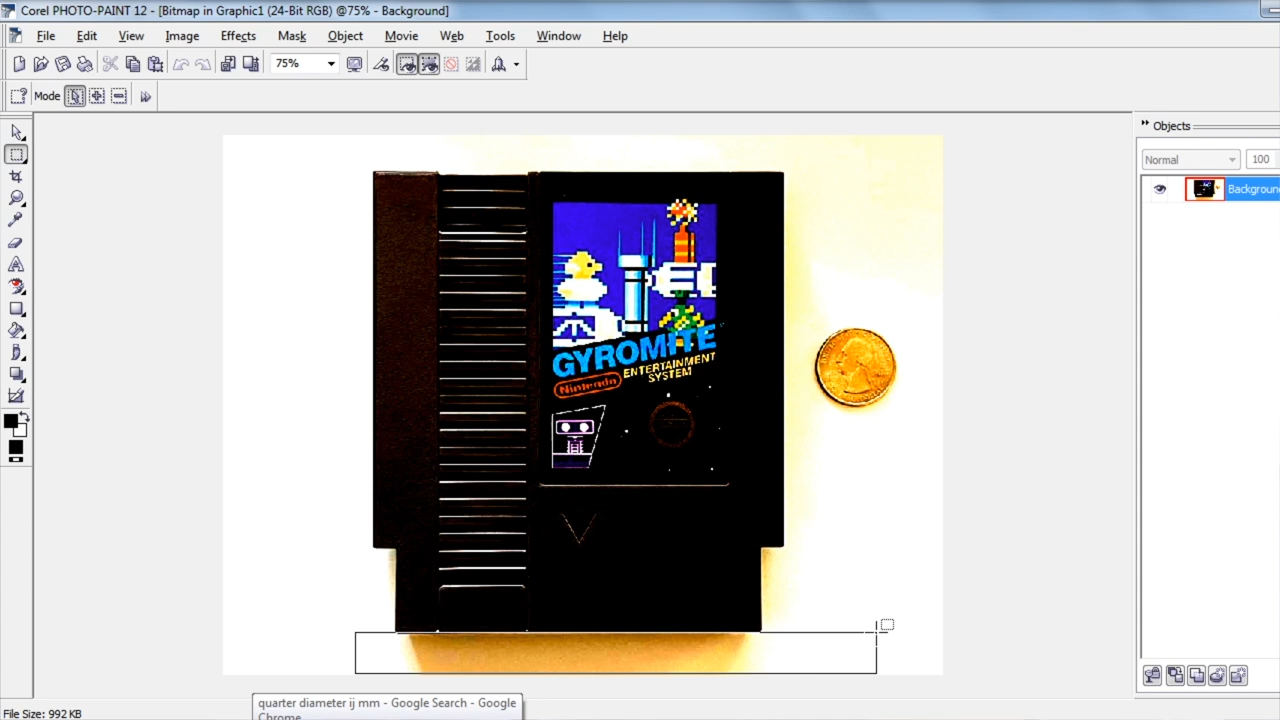 Corel PHOTO-PAINT 12 - [Bitmap in Graphic1 (24-Bit RGB) @75% - Background]
File Edit View Image Effects Mask Object Movie Web Tools Window Help
75%
Mode
Objects
Normal 100
Background
GYROMITE
Nintendo ENTERTAINMENT
SYSTEM
quarter diameter ij mm - Google Search - Google
Chrome
File Size: 992 KB